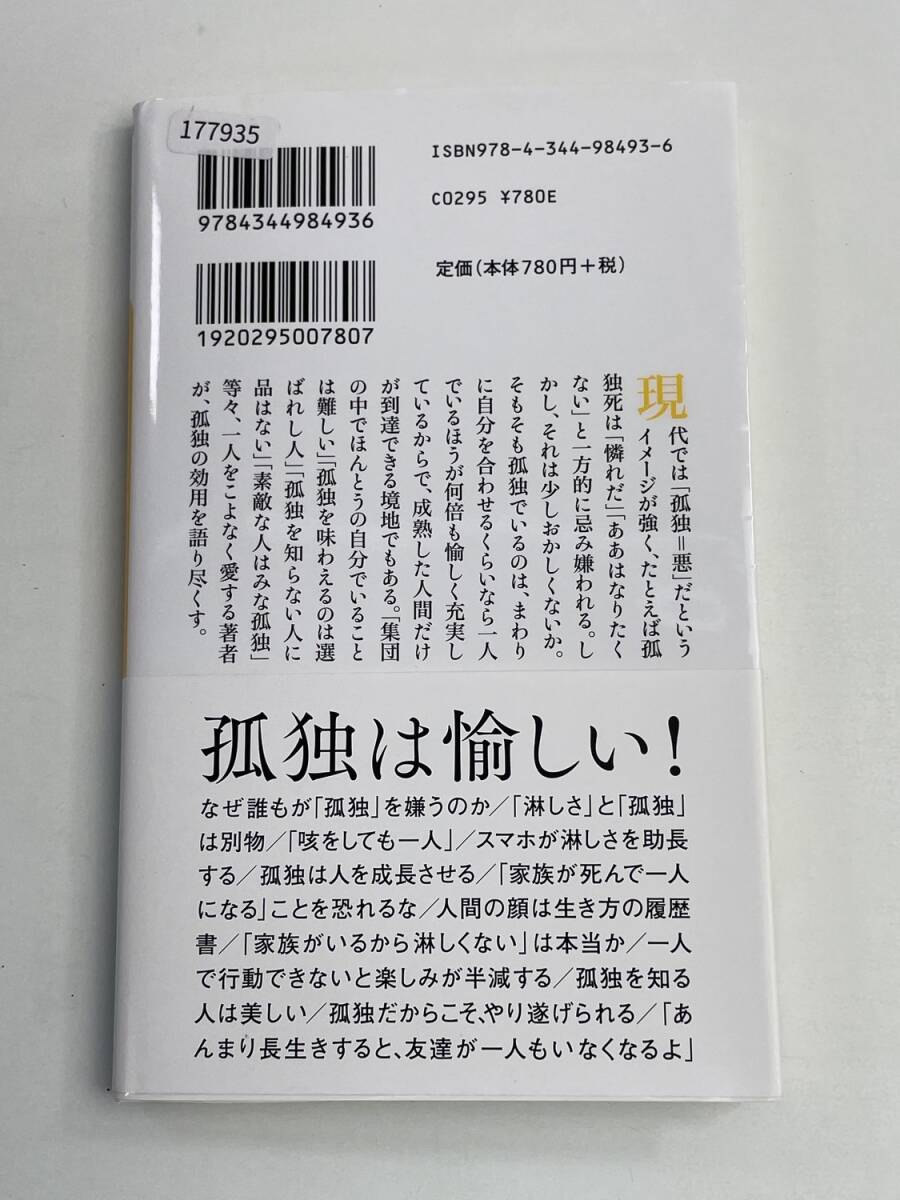 177935
ISBN978-4-344-98493-6
9784344984936
C0295 ¥780E
定価(本体780円+税)
1920295007807
現代では「孤独=悪」だという
イメージが強く、たとえば孤
独死は「憐れだ」「ああはなりたく
ない」と一方的に忌み嫌われる。し
かし、それは少しおかしくないか。
そもそも孤独でいるのは、まわり
に自分を合わせるくらいなら一人
でいるほうが何倍も愉しく充実し
ているからで、成熟した人間だけ
が到達できる境地でもある。「集団
の中でほんとうの自分でいること
は難しい」「孤独を味わえるのは選
ばれし人」「孤独を知らない人に
品はない」「素敵な人はみな孤独」
等々、一人をこよなく愛する著者
が、孤独の効用を語り尽くす。
孤独は愉しい!
なぜ誰もが「孤独」を嫌うのか/「淋しさ」と「孤独」
は別物/「咳をしても一人」/スマホが淋しさを助長
する/孤独は人を成長させる/「家族が死んで一人
になる」ことを恐れるな/人間の顔は生き方の履歴
書/「家族がいるから淋しくない」は本当か/一人
で行動できないと楽しみが半減する/孤独を知る
人は美しい/孤独だからこそ、やり遂げられる/「あ
んまり長生きすると、友達が一人もいなくなるよ」